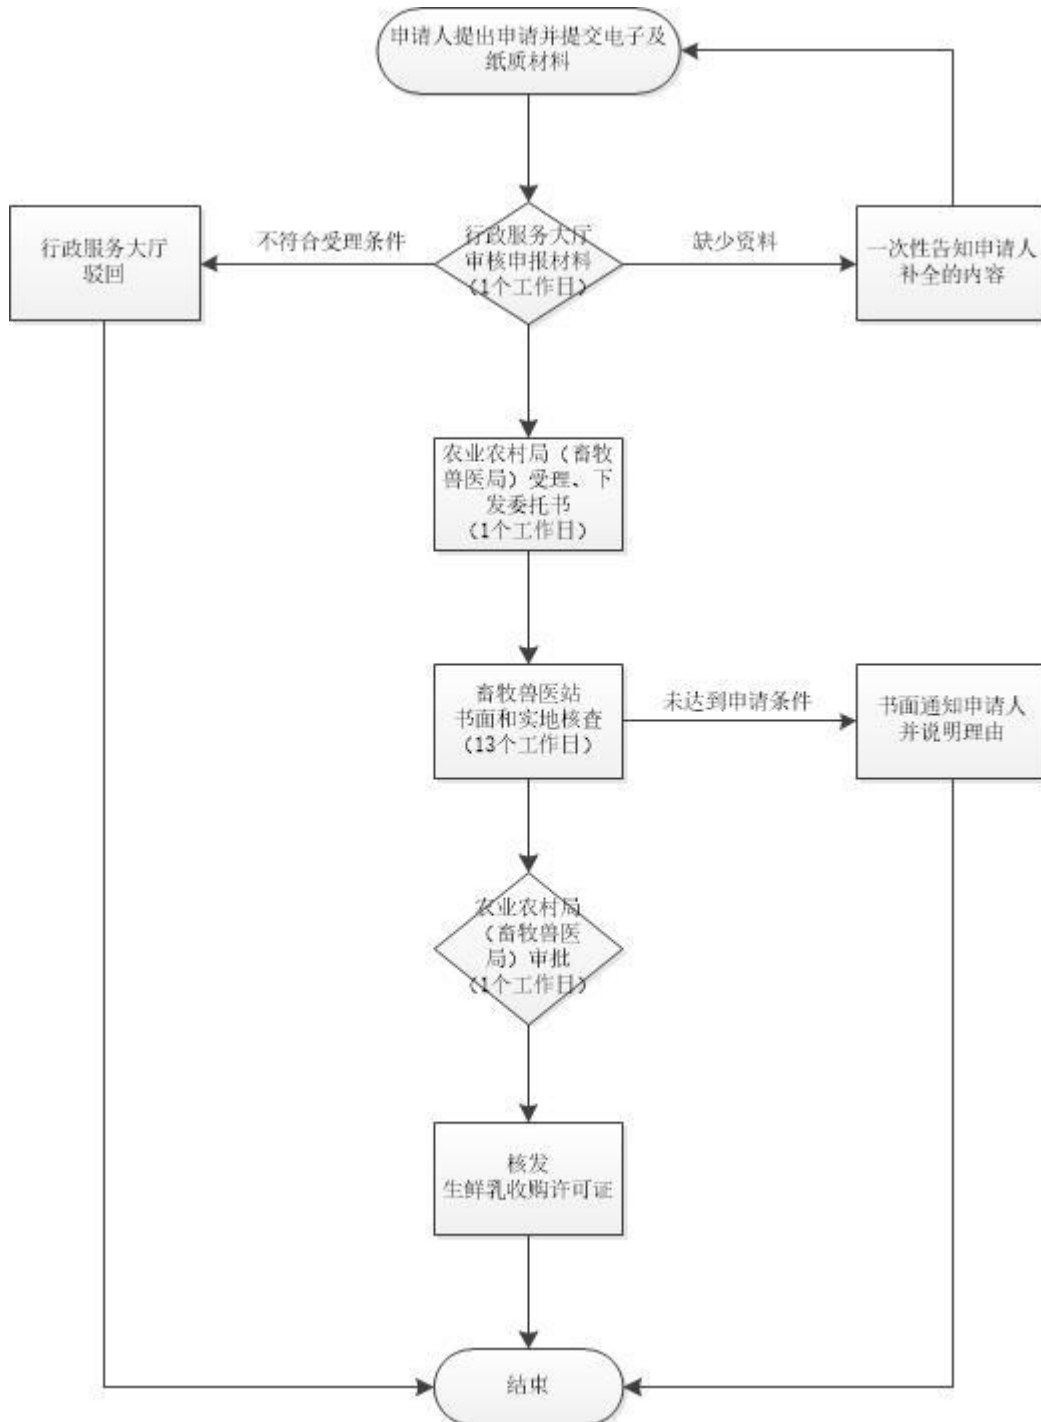 申请人提出申请并提交电子及
纸质材料
行政服务大厅
驳回
不符合受理条件
行政服务大厅
审核申报材料
(1个工作日)
缺少资料
一次性告知申请人
补全的内容
农业农村局（畜牧
兽医局）受理、下
发委托书
（1个工作日）
畜牧兽医站
书面和实地核查
（13个工作日）
未达到申请条件
书面通知申请人
并说明理由
农业农村局
（畜牧兽医
局）审批
(1个工作日)
核发
生鲜乳收购许可证
结束